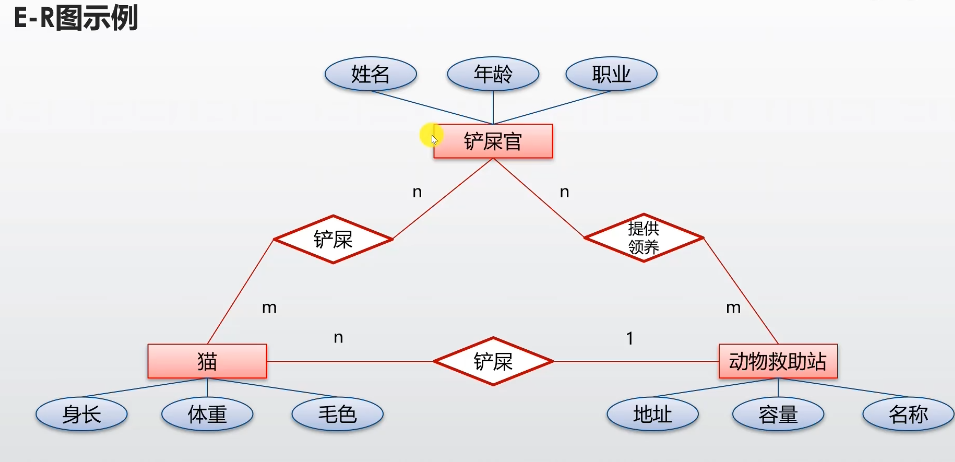 E-R图示例
姓名
年龄
职业
铲屎官
n
n
铲屎
提供
领养
m
m
n
1
猫
铲屎
动物救助站
身长
体重
毛色
地址
容量
名称